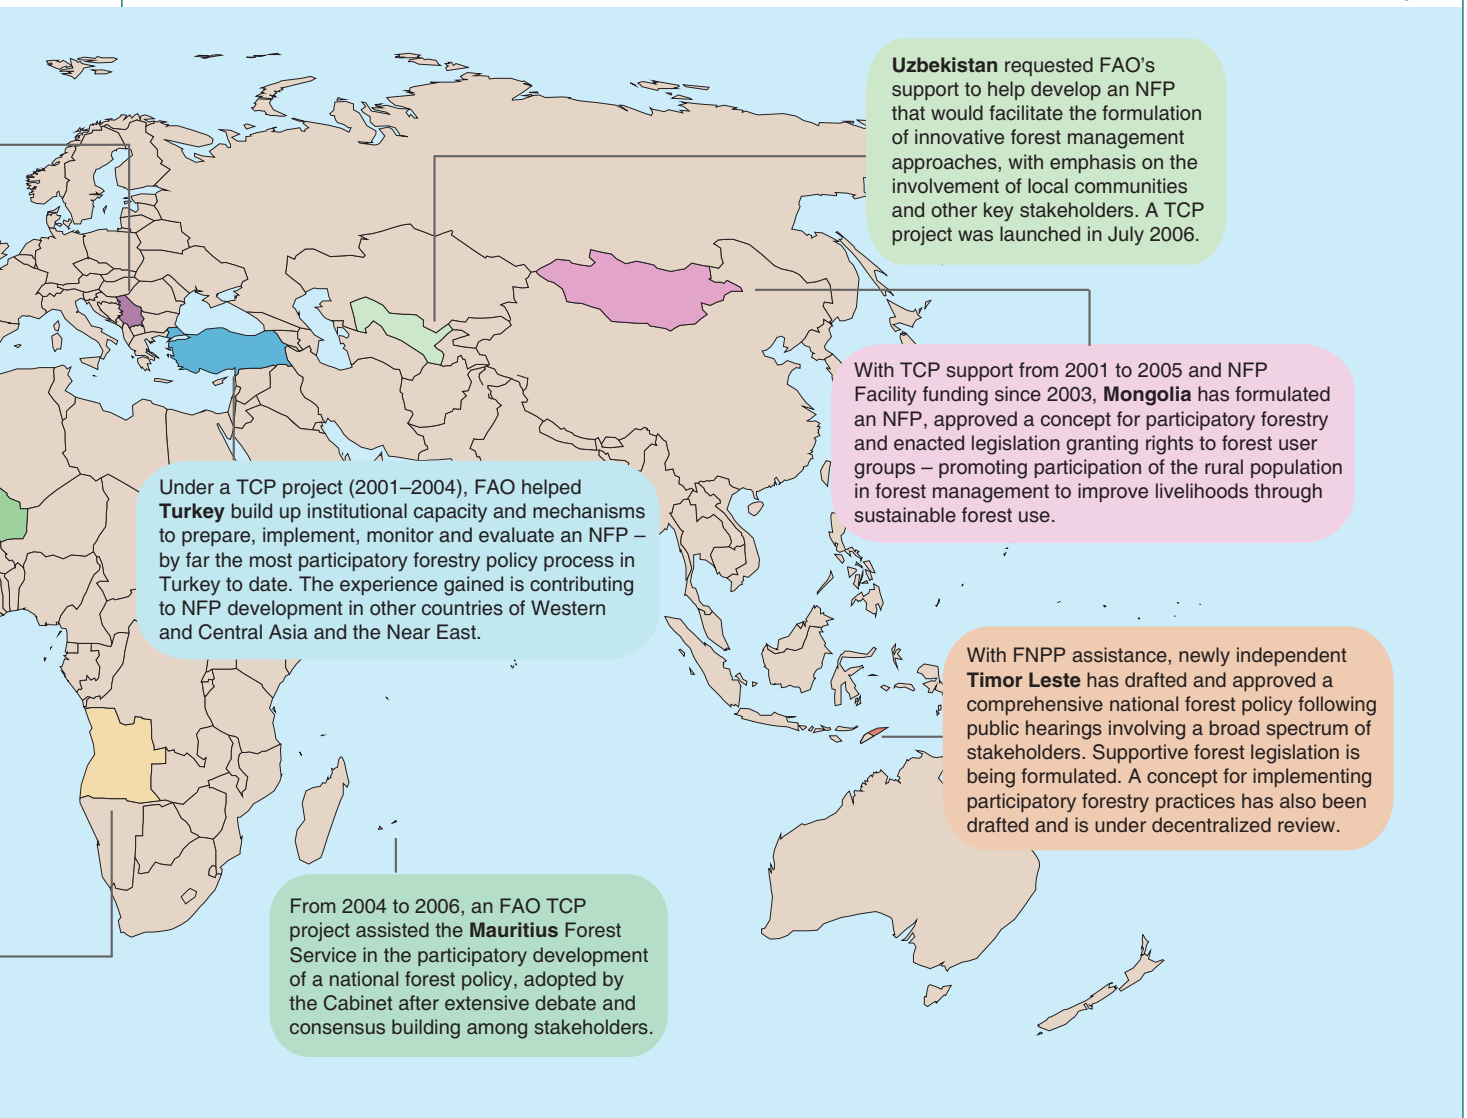 Uzbekistan requested FAO's
support to help develop an NFP
that would facilitate the formulation
of innovative forest management
approaches, with emphasis on the
involvement of local communities
and other key stakeholders. A TCP
project was launched in July 2006.
With TCP support from 2001 to 2005 and NFP
Facility funding since 2003, Mongolia has formulated
an NFP, approved a concept for participatory forestry
and enacted legislation granting rights to forest user
groups – promoting participation of the rural population
in forest management to improve livelihoods through
sustainable forest use.
Under a TCP project (2001–2004), FAO helped
Turkey build up institutional capacity and mechanisms
to prepare, implement, monitor and evaluate an NFP –
by far the most participatory forestry policy process in
Turkey to date. The experience gained is contributing
to NFP development in other countries of Western
and Central Asia and the Near East.
With FNPP assistance, newly independent
Timor Leste has drafted and approved a
comprehensive national forest policy following
public hearings involving a broad spectrum of
stakeholders. Supportive forest legislation is
being formulated. A concept for implementing
participatory forestry practices has also been
drafted and is under decentralized review.
From 2004 to 2006, an FAO TCP
project assisted the Mauritius Forest
Service in the participatory development
of a national forest policy, adopted by
the Cabinet after extensive debate and
consensus building among stakeholders.